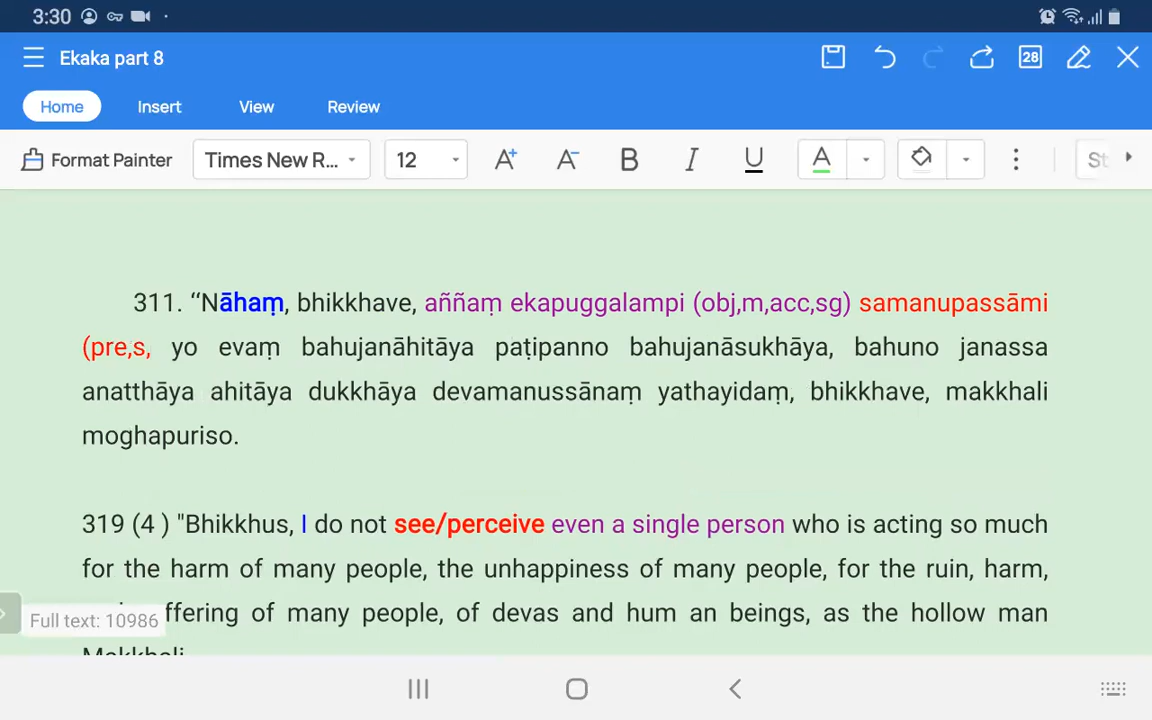 3:30
Ekaka part 8
28
Home Insert View Review
Format Painter Times New R... 12 A+ A- B I U A St
311. “Nāhaṃ, bhikkhave, aññaṃ ekapuggalampi (obj,m,acc,sg) samanupassāmi
(pre,s, yo evaṃ bahujanāhitāya paṭipanno bahujanāsukhāya, bahuno janassa
anatthāya ahitāya dukkhāya devamanussānaṃ yathayidaṃ, bhikkhave, makkhali
moghapuriso.
319 (4 ) "Bhikkhus, I do not see/perceive even a single person who is acting so much
for the harm of many people, the unhappiness of many people, for the ruin, harm,
ffering of many people, of devas and hum an beings, as the hollow man
Full text: 10986
Makkhali